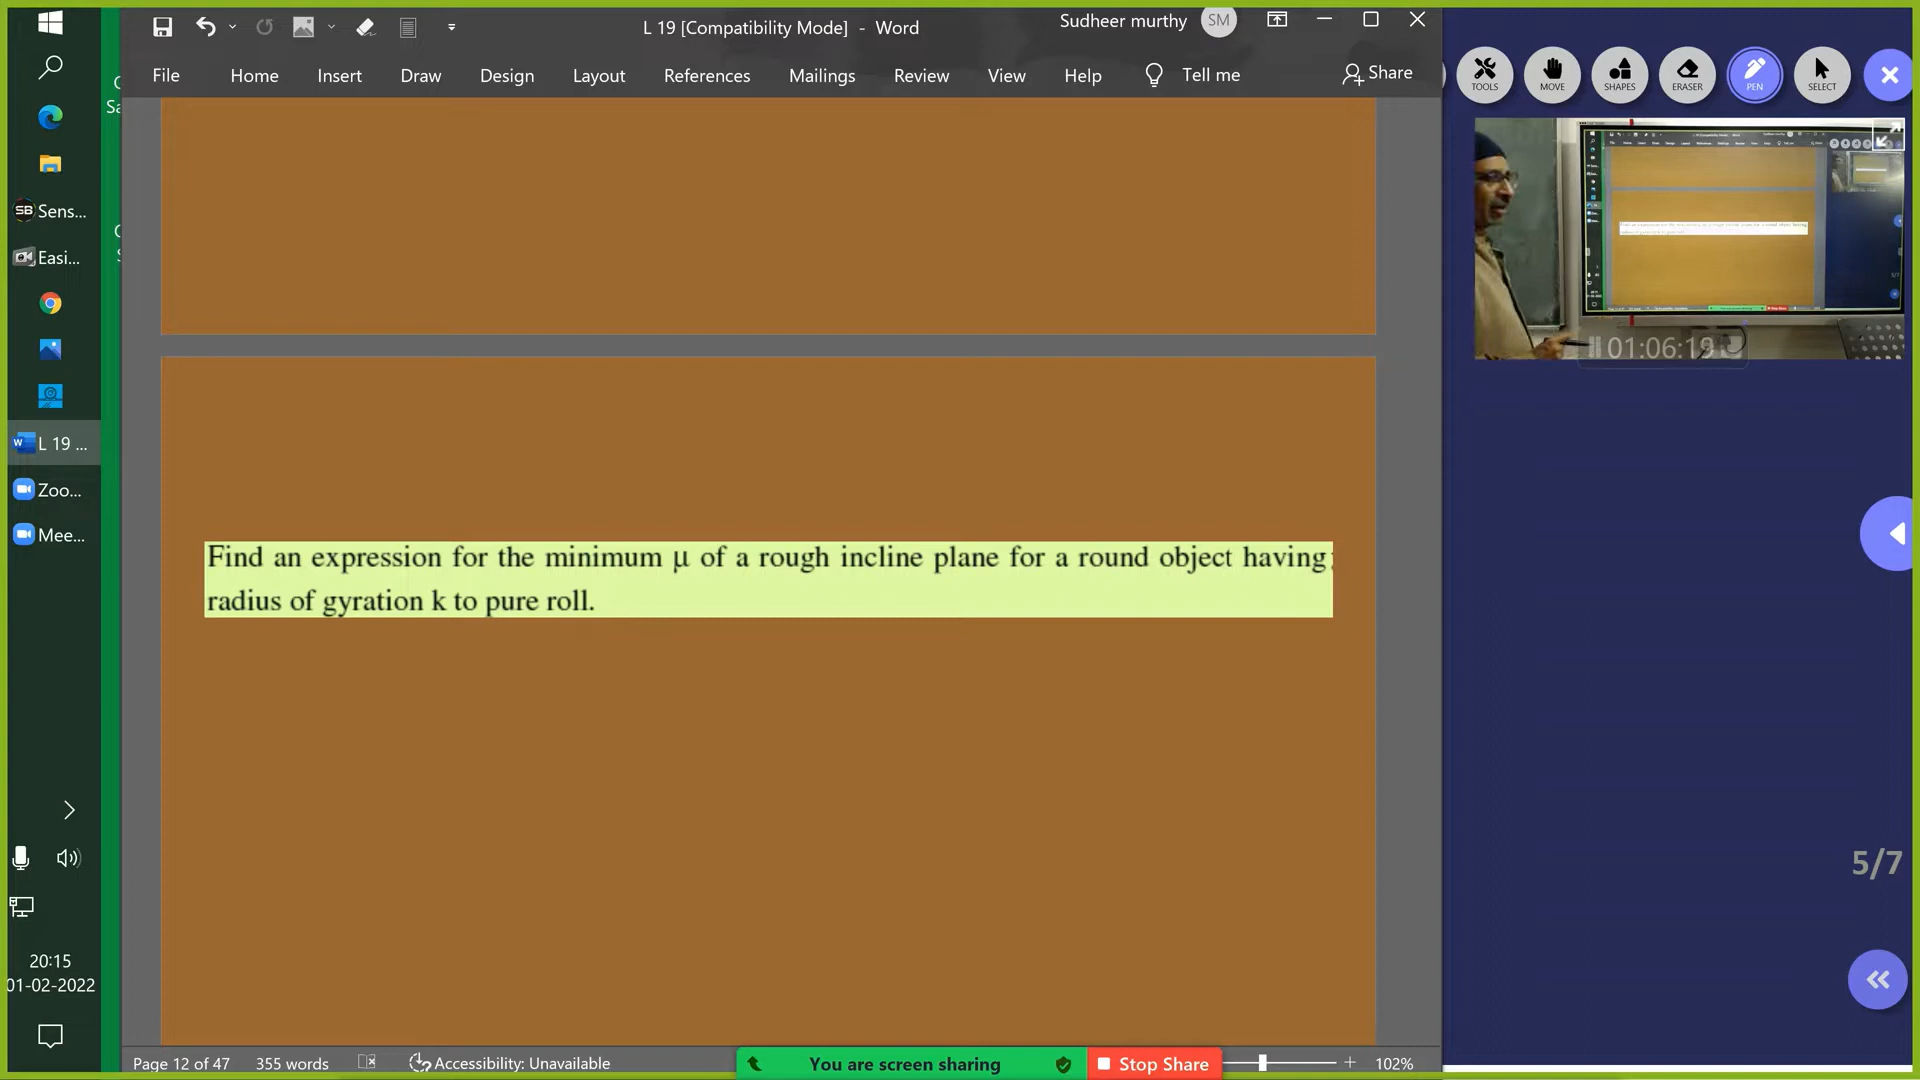 L 19 [Compatibility Mode] - Word
Sudheer murthy
SM
File Home Insert Draw Design Layout References Mailings Review View Help Tell me Share
TOOLS MOVE SHAPES ERASER PEN SELECT
SB Sens...
Easi...
L 19 ...
Zoo...
Mee...
01:06:19
Find an expression for the minimum μ of a rough incline plane for a round object having
radius of gyration k to pure roll.
5/7
20:15
01-02-2022
Page 12 of 47 355 words Accessibility: Unavailable You are screen sharing Stop Share 102%